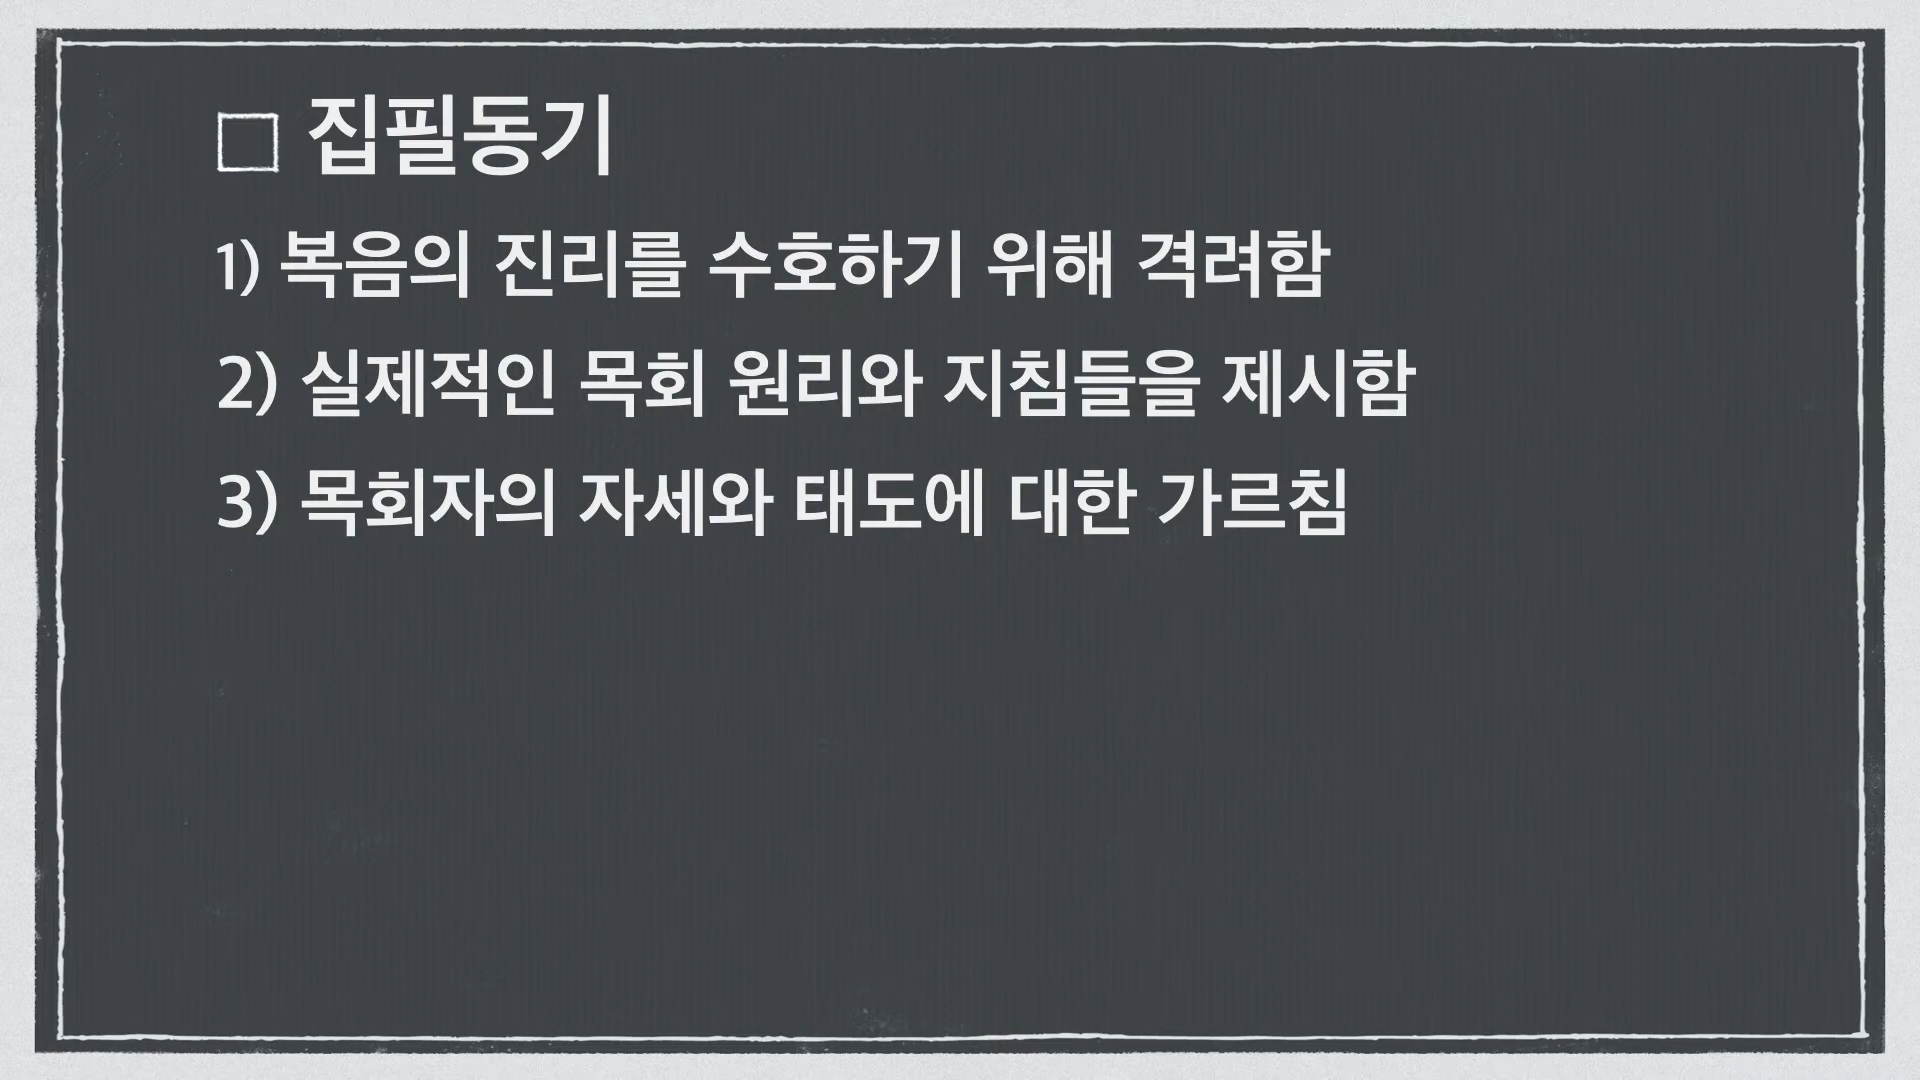 □ 집필동기
1) 복음의 진리를 수호하기 위해 격려함
2) 실제적인 목회 원리와 지침들을 제시함
3) 목회자의 자세와 태도에 대한 가르침